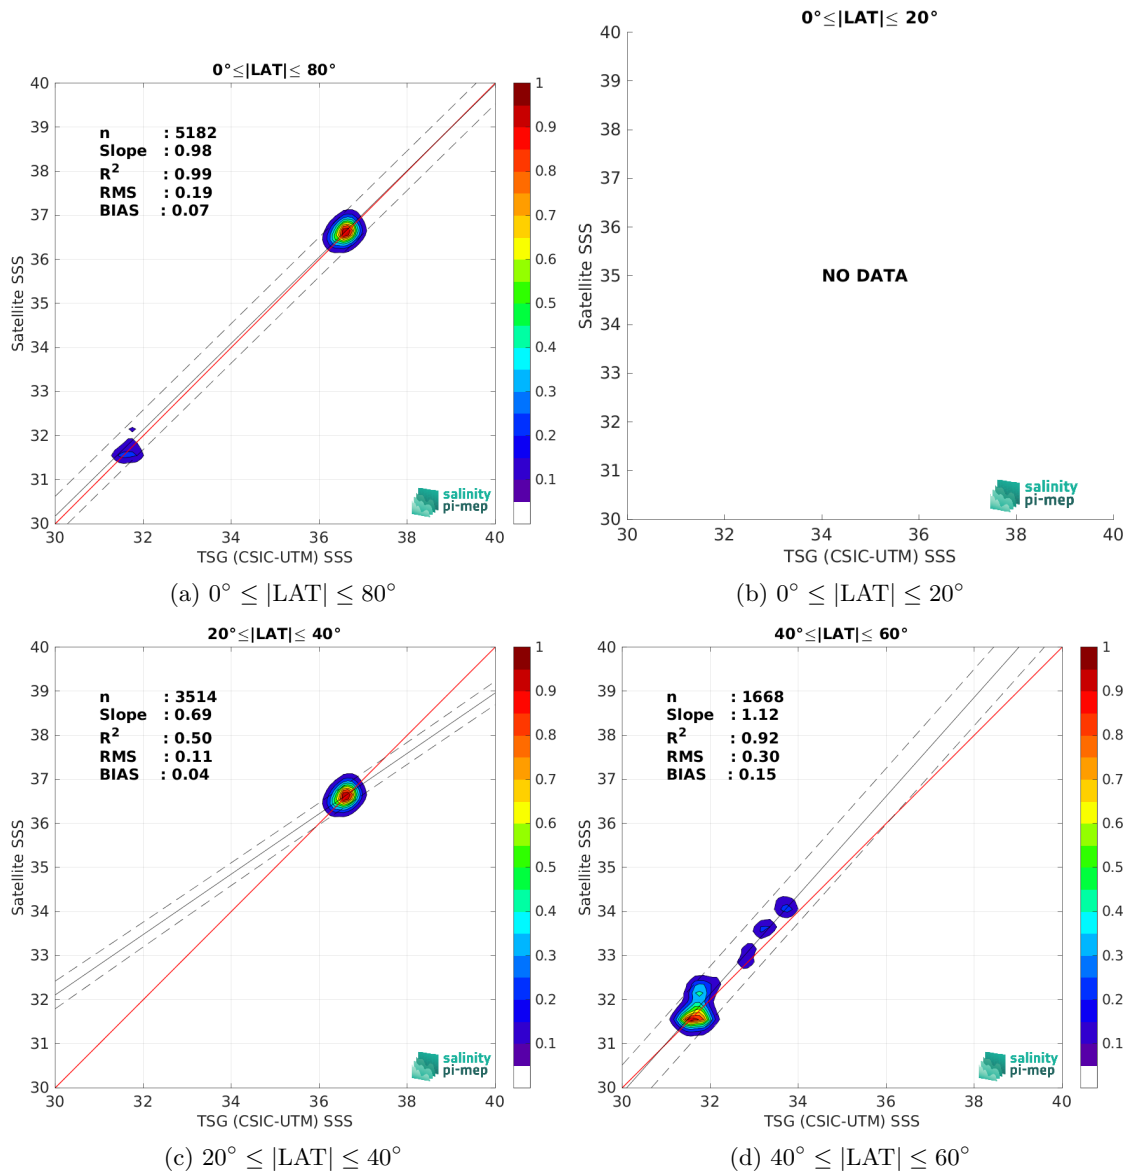 0°≤|LAT|≤ 80°
n : 5182
Slope : 0.98
R² : 0.99
RMS : 0.19
BIAS : 0.07
40
39
38
37
36
35
34
33
32
31
30
30 32 34 36 38 40
Satellite SSS
TSG (CSIC-UTM) SSS
1
0.9
0.8
0.7
0.6
0.5
0.4
0.3
0.2
0.1
salinity
pi-mep
(a) 0° ≤ |LAT| ≤ 80°
0°≤|LAT|≤ 20°
40
39
38
37
36
35
34
33
32
31
30
30 32 34 36 38 40
Satellite SSS
NO DATA
TSG (CSIC-UTM) SSS
salinity
pi-mep
(b) 0° ≤ |LAT| ≤ 20°
20°≤|LAT|≤ 40°
n : 3514
Slope : 0.69
R² : 0.50
RMS : 0.11
BIAS : 0.04
40
39
38
37
36
35
34
33
32
31
30
30 32 34 36 38 40
Satellite SSS
TSG (CSIC-UTM) SSS
1
0.9
0.8
0.7
0.6
0.5
0.4
0.3
0.2
0.1
salinity
pi-mep
(c) 20° ≤ |LAT| ≤ 40°
40°≤|LAT|≤ 60°
n : 1668
Slope : 1.12
R² : 0.92
RMS : 0.30
BIAS : 0.15
40
39
38
37
36
35
34
33
32
31
30
30 32 34 36 38 40
Satellite SSS
TSG (CSIC-UTM) SSS
1
0.9
0.8
0.7
0.6
0.5
0.4
0.3
0.2
0.1
salinity
pi-mep
(d) 40° ≤ |LAT| ≤ 60°